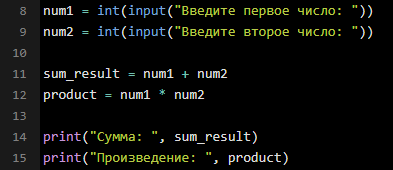 8 num1 = int(input("Введите первое число: "))
9 num2 = int(input("Введите второе число: "))
10
11 sum_result = num1 + num2
12 product = num1 * num2
13
14 print("Сумма: ", sum_result)
15 print("Произведение: ", product)